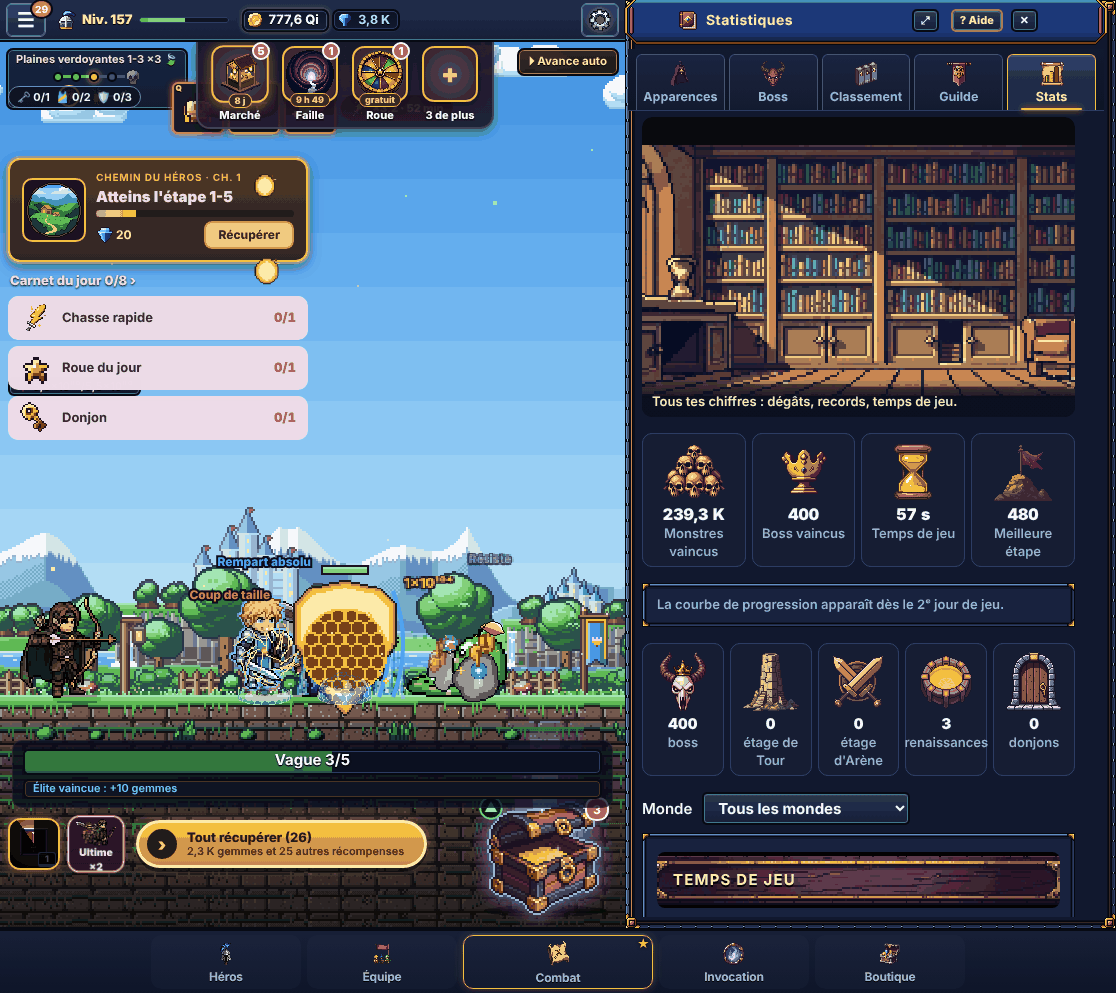 29
Niv. 157
777,6 Qi
3,8 K
Plaines verdoyantes 1-3 ×3
0/1 0/2 0/3
5
8 j
Marché
1
9 h 49
Faille
1
gratuit
Roue
+
3 de plus
Avance auto
CHEMIN DU HÉROS · CH. 1
Atteins l'étape 1-5
20
Récupérer
Carnet du jour 0/8 ›
Chasse rapide 0/1
Roue du jour 0/1
Donjon 0/1
Rempart absolu
Résiste
Coup de taille
Vague 3/5
Élite vaincue : +10 gemmes
1
Ultime
×2
Tout récupérer (26)
2,3 K gemmes et 25 autres récompenses
3
Héros
Équipe
Combat
Invocation
Boutique
Statistiques
? Aide
×
Apparences
Boss
Classement
Guilde
Stats
Tous tes chiffres : dégâts, records, temps de jeu.
239,3 K
Monstres
vaincus
400
Boss vaincus
57 s
Temps de jeu
480
Meilleure
étape
La courbe de progression apparaît dès le 2ᵉ jour de jeu.
400
boss
0
étage de
Tour
0
étage
d'Arène
3
renaissances
0
donjons
Monde
Tous les mondes
TEMPS DE JEU